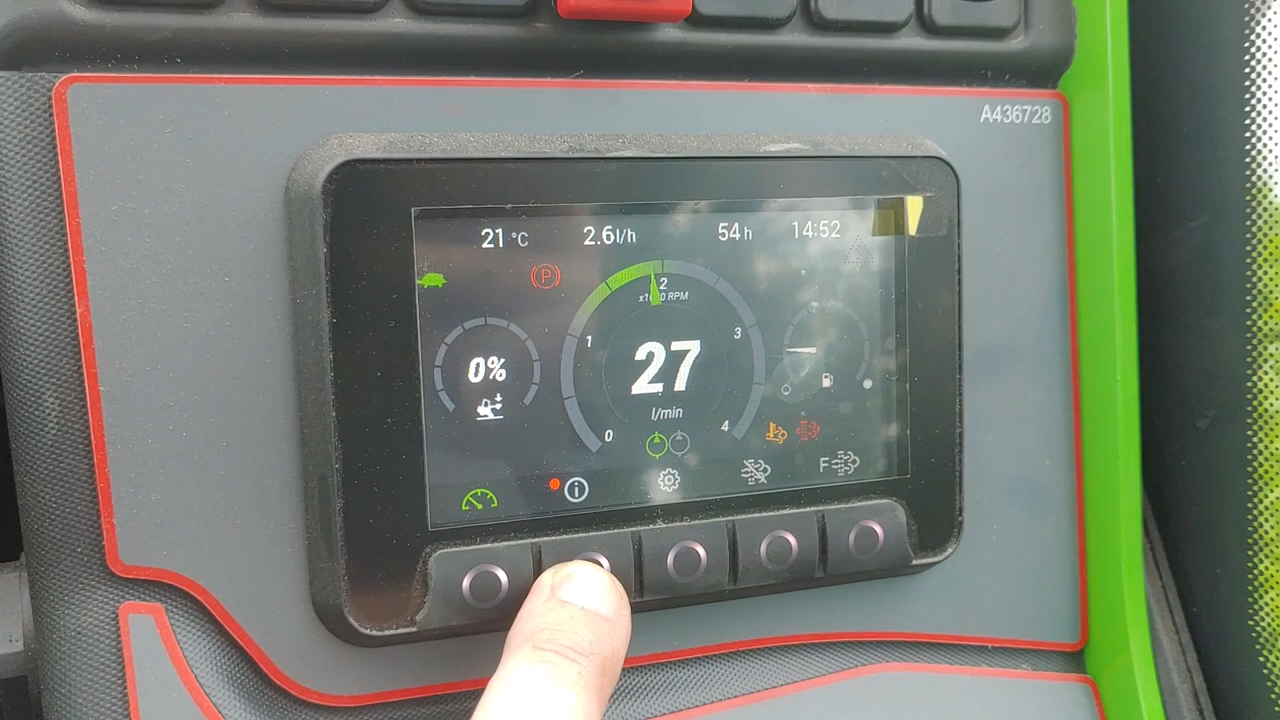 A436728
21 °C 2.6 l/h 54 h 14:52
P
2
x1000 RPM
1
3
0%
27
l/min
0
4
i
F